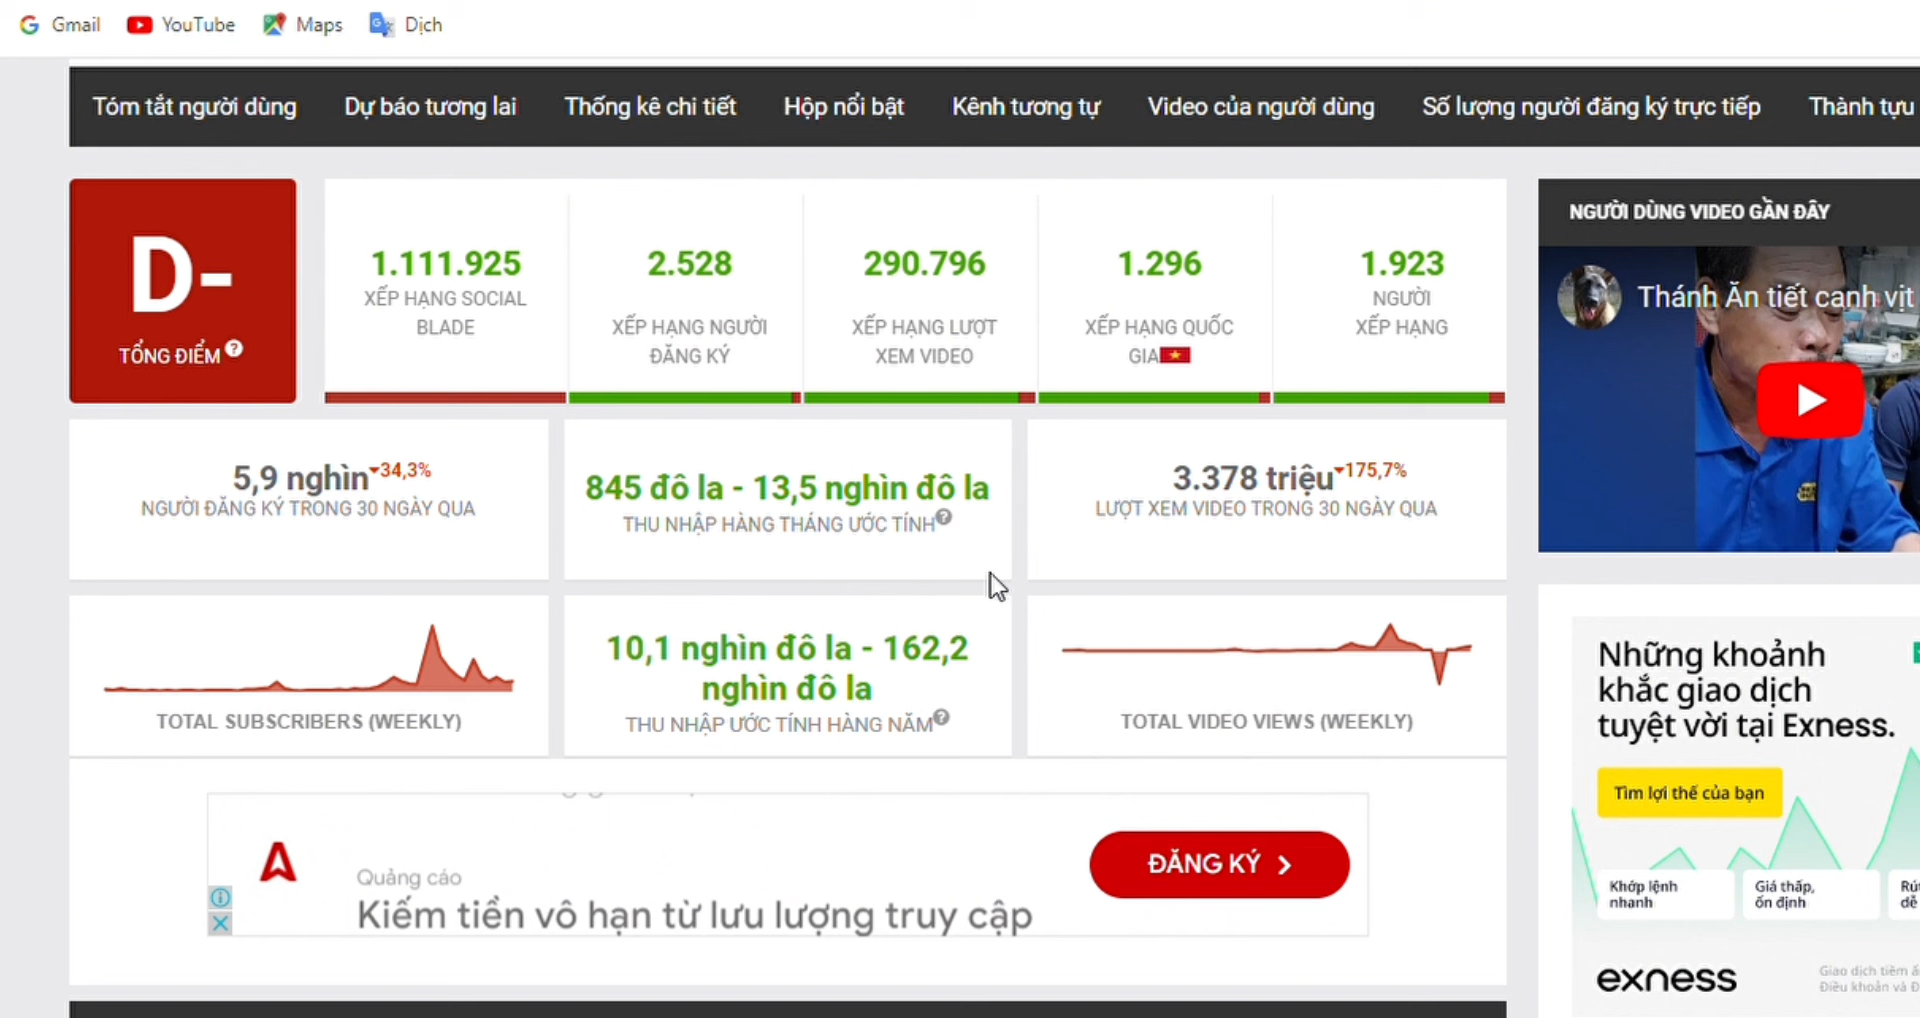 Gmail YouTube Maps Dịch
Tóm tắt người dùng Dự báo tương lai Thống kê chi tiết Hộp nổi bật Kênh tương tự Video của người dùng Số lượng người đăng ký trực tiếp Thành tựu
D-
TỔNG ĐIỂM
1.111.925
XẾP HẠNG SOCIAL
BLADE
2.528
XẾP HẠNG NGƯỜI
ĐĂNG KÝ
290.796
XẾP HẠNG LƯỢT
XEM VIDEO
1.296
XẾP HẠNG QUỐC
GIA
1.923
NGƯỜI
XẾP HẠNG
5,9 nghìn 34,3%
NGƯỜI ĐĂNG KÝ TRONG 30 NGÀY QUA
845 đô la - 13,5 nghìn đô la
THU NHẬP HÀNG THÁNG ƯỚC TÍNH
3.378 triệu 175,7%
LƯỢT XEM VIDEO TRONG 30 NGÀY QUA
TOTAL SUBSCRIBERS (WEEKLY)
10,1 nghìn đô la - 162,2
nghìn đô la
THU NHẬP ƯỚC TÍNH HÀNG NĂM
TOTAL VIDEO VIEWS (WEEKLY)
Quảng cáo
Kiếm tiền vô hạn từ lưu lượng truy cập
ĐĂNG KÝ
NGƯỜI DÙNG VIDEO GẦN ĐÂY
Thánh Ăn tiết canh vịt
Những khoảnh
khắc giao dịch
tuyệt vời tại Exness.
Tìm lợi thế của bạn
Khớp lệnh
nhanh
Giá thấp,
ổn định
dễ
exness
Giao dịch tiềm
Điều khoản và